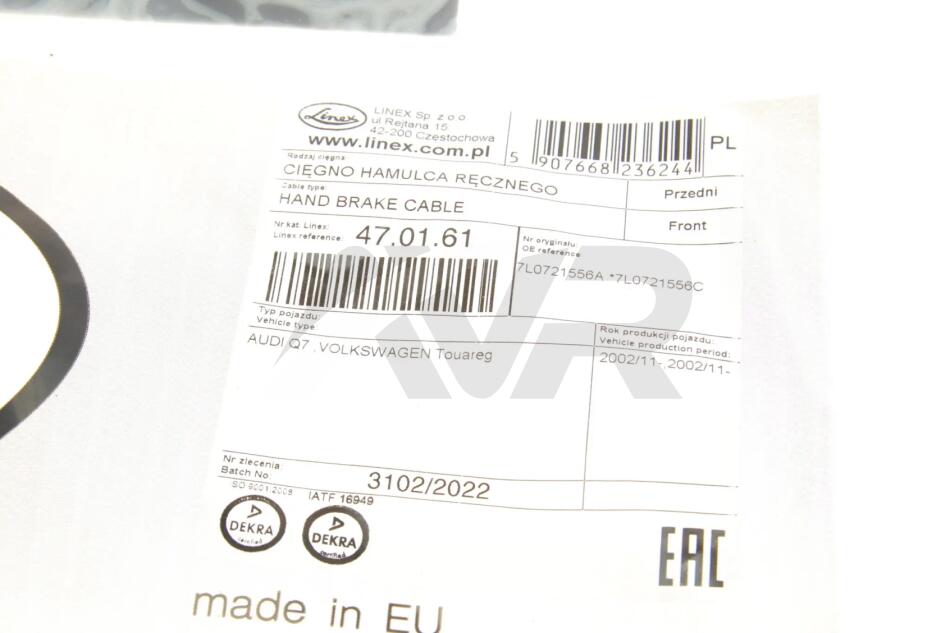 Linex
LINEX Sp. z o.o
ul Rejtana 15
42-200 Częstochowa
www.linex.com.pl
5 907668 236244
PL
Rodzaj cięgna:
CIĘGNO HAMULCA RĘCZNEGO
Przedni
Cable type:
HAND BRAKE CABLE
Front
Nr kat. Linex:
Linex reference:
47.01.61
Nr oryginału:
OE reference
7L0721556A *7L0721556C
AVR
Typ pojazdu:
Vehicle type:
AUDI Q7 , VOLKSWAGEN Touareg
Rok produkcji pojazdu:
Vehicle production period:
2002/11-, 2002/11-
Nr zlecenia:
Batch No:
3102/2022
ISO 9001:2008
IATF 16949
DEKRA
certified
DEKRA
certified
EAC
made in EU